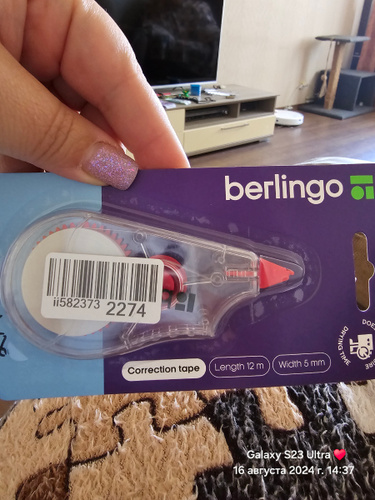 berlingo
ii582373 2274
Correction tape
Length 12 m
Width 5 mm
Galaxy S23 Ultra ❤️
16 августа 2024 г. 14:37